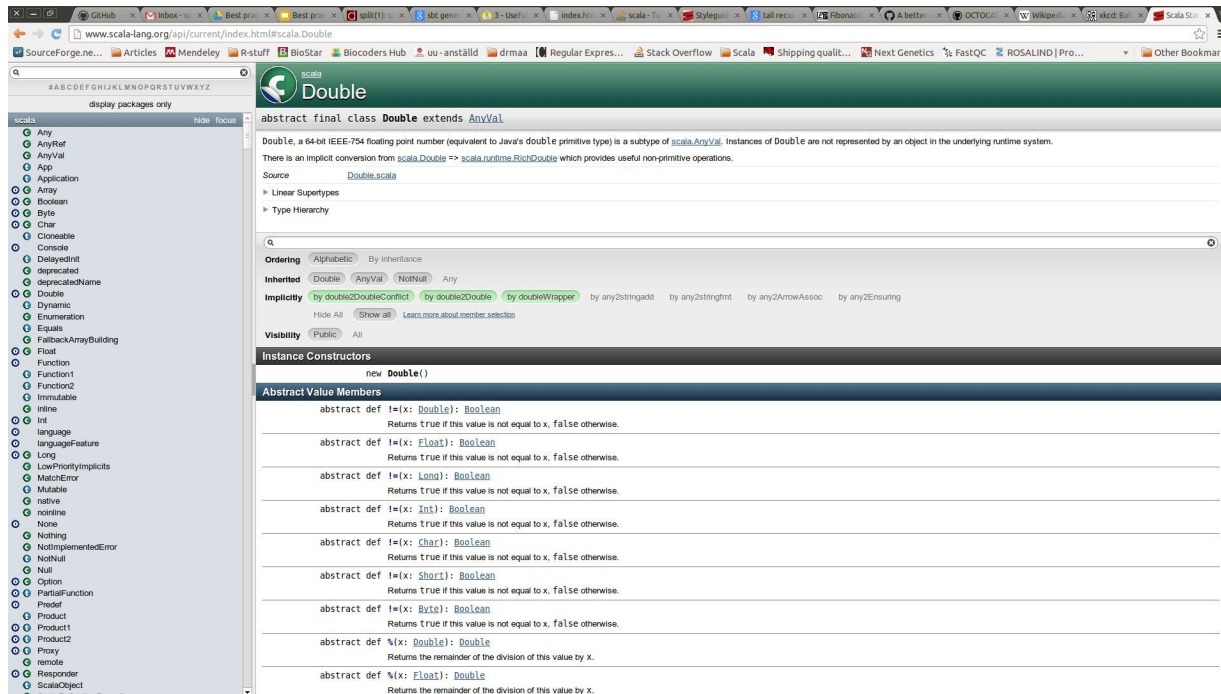 GitHub
Inbox - s
Best pra
Best pra
split(1):
sbt gene
3 - Usefu
index.ht
scala - T
Styleguid
tail recu
Fibonacc
A better
OCTOCA
Wikipedi
xkcd: Bal
Scala Sta
www.scala-lang.org/api/current/index.html#scala.Double
SourceForge.ne... Articles Mendeley R-stuff BioStar Biocoders Hub uu - anställd drmaa Regular Expres... Stack Overflow Scala Shipping qualit... Next Genetics FastQC ROSALIND | Pro... Other Bookmar
#ABCDEFGHIJKLMNOPQRSTUVWXYZ
display packages only
scala hide focus
Any
AnyRef
AnyVal
App
Application
Array
Boolean
Byte
Char
Cloneable
Console
DelayedInit
deprecated
deprecatedName
Double
Dynamic
Enumeration
Equals
FallbackArrayBuilding
Float
Function
Function1
Function2
Immutable
inline
Int
language
languageFeature
Long
LowPriorityImplicits
MatchError
Mutable
native
noinline
None
Nothing
NotImplementedError
NotNull
Null
Option
PartialFunction
Predef
Product
Product1
Product2
Proxy
remote
Responder
ScalaObject
scala
Double
abstract final class Double extends AnyVal
Double, a 64-bit IEEE-754 floating point number (equivalent to Java's double primitive type) is a subtype of scala.AnyVal. Instances of Double are not represented by an object in the underlying runtime system.
There is an implicit conversion from scala.Double => scala.runtime.RichDouble which provides useful non-primitive operations.
Source Double.scala
Linear Supertypes
Type Hierarchy
Ordering Alphabetic By inheritance
Inherited Double AnyVal NotNull Any
Implicitly by double2DoubleConflict by double2Double by doubleWrapper by any2stringadd by any2stringfmt by any2ArrowAssoc by any2Ensuring
Hide All Show all Learn more about member selection
Visibility Public All
Instance Constructors
new Double()
Abstract Value Members
abstract def !=(x: Double): Boolean
Returns true if this value is not equal to x, false otherwise.
abstract def !=(x: Float): Boolean
Returns true if this value is not equal to x, false otherwise.
abstract def !=(x: Long): Boolean
Returns true if this value is not equal to x, false otherwise.
abstract def !=(x: Int): Boolean
Returns true if this value is not equal to x, false otherwise.
abstract def !=(x: Char): Boolean
Returns true if this value is not equal to x, false otherwise.
abstract def !=(x: Short): Boolean
Returns true if this value is not equal to x, false otherwise.
abstract def !=(x: Byte): Boolean
Returns true if this value is not equal to x, false otherwise.
abstract def %(x: Double): Double
Returns the remainder of the division of this value by x.
abstract def %(x: Float): Double
Returns the remainder of the division of this value by x.